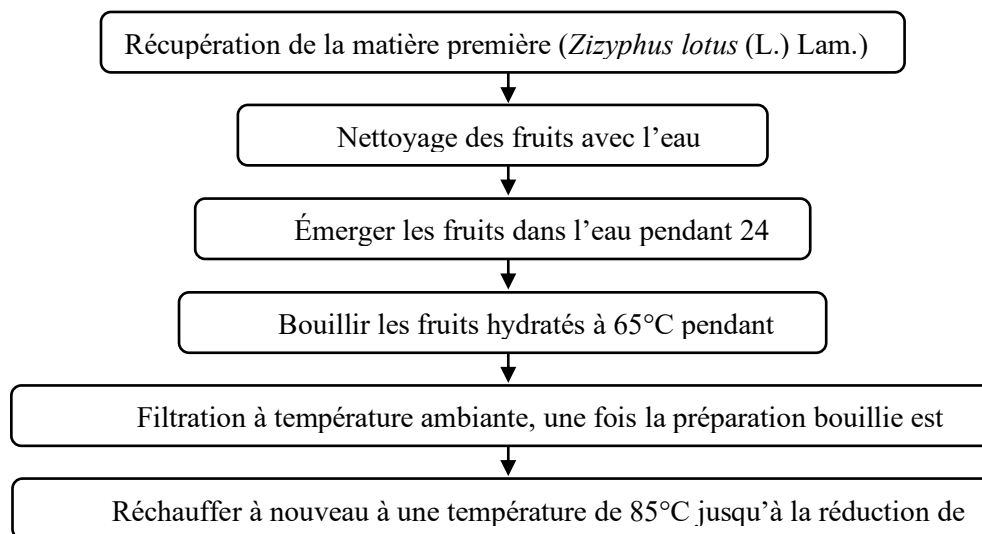 Récupération de la matière première (Zizyphus lotus (L.) Lam.)
Nettoyage des fruits avec l’eau
Émerger les fruits dans l’eau pendant 24
Bouillir les fruits hydratés à 65°C pendant
Filtration à température ambiante, une fois la préparation bouillie est
Réchauffer à nouveau à une température de 85°C jusqu’à la réduction de